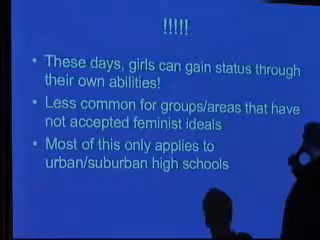 !!!!!
• These days, girls can gain status through
their own abilities!
• Less common for groups/areas that have
not accepted feminist ideals
• Most of this only applies to
urban/suburban high schools